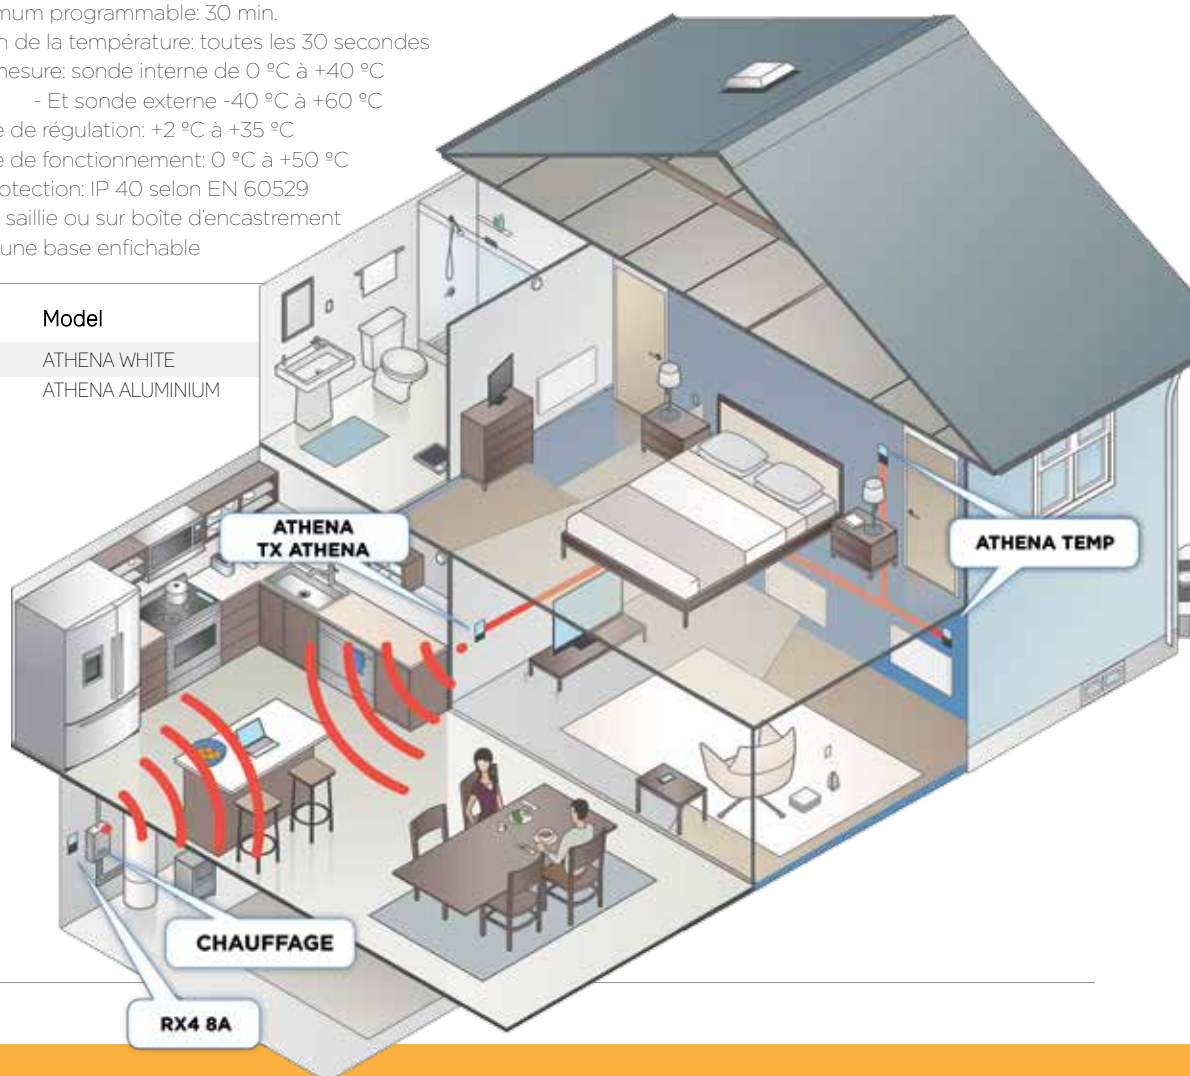 mum programmable: 30 min.
n de la température: toutes les 30 secondes
mesure: sonde interne de 0 ºC à +40 ºC
- Et sonde externe -40 ºC à +60 ºC
e de régulation: +2 ºC à +35 ºC
e de fonctionnement: 0 ºC à +50 ºC
otection: IP 40 selon EN 60529
saillie ou sur boîte d'encastrement
une base enfichable
Model
ATHENA WHITE
ATHENA ALUMINIUM
ATHENA
TX ATHENA
ATHENA TEMP
CHAUFFAGE
RX4 8A